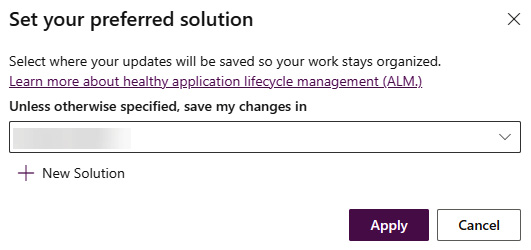 Set your preferred solution
Select where your updates will be saved so your work stays organized.
Learn more about healthy application lifecycle management (ALM.)
Unless otherwise specified, save my changes in
New Solution
Apply
Cancel